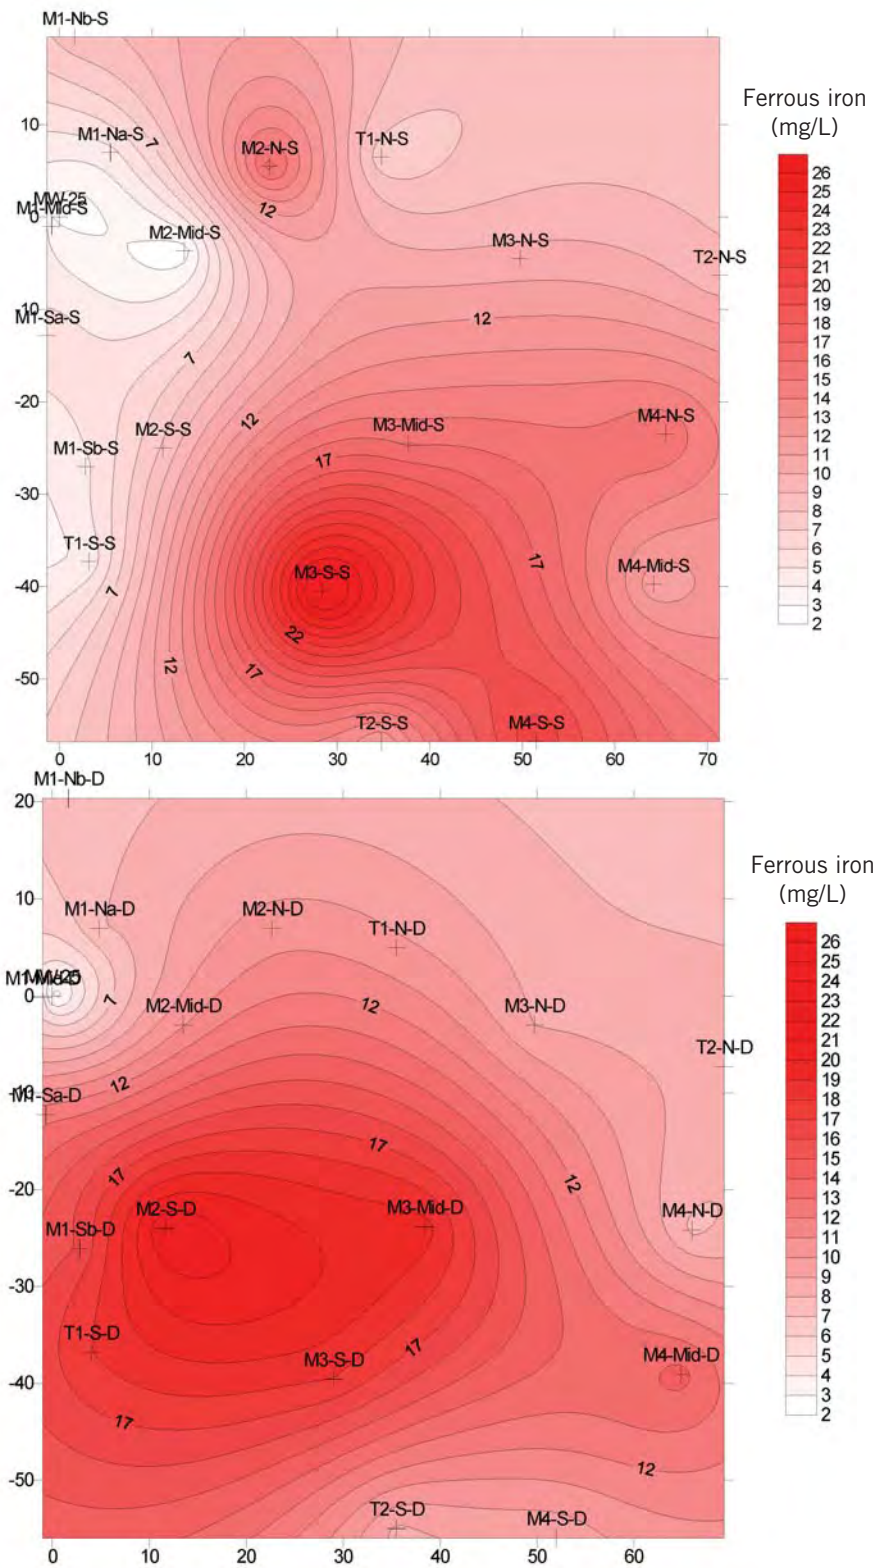 M1-Nb-S
Ferrous iron
(mg/L)
10
M1-Na-S
7
M2-N-S
T1-N-S
26
25
24
23
22
21
20
19
18
17
16
15
14
13
12
11
10
9
8
7
6
5
4
3
2
MW-25
M1-Mid-S
0
12
M2-Mid-S
M3-N-S
T2-N-S
-10
M1-Sa-S
12
7
-20
12
M3-Mid-S
M4-N-S
M2-S-S
M1-Sb-S
17
-30
T1-S-S
17
M4-Mid-S
M3-S-S
-40
7
22
12
17
-50
T2-S-S
M4-S-S
0 10 20 30 40 50 60 70
M1-Nb-D
20
Ferrous iron
(mg/L)
10
M1-Na-D
M2-N-D
T1-N-D
26
25
24
23
22
21
20
19
18
17
16
15
14
13
12
11
10
9
8
7
6
5
4
3
2
M1-Mid-D
MW-25
0
7
M2-Mid-D
12
M3-N-D
T2-N-D
12
-10
M1-Sa-D
17
17
12
-20
M2-S-D
M3-Mid-D
M4-N-D
M1-Sb-D
-30
T1-S-D
17
M3-S-D
M4-Mid-D
-40
17
12
-50
T2-S-D
M4-S-D
0 10 20 30 40 50 60